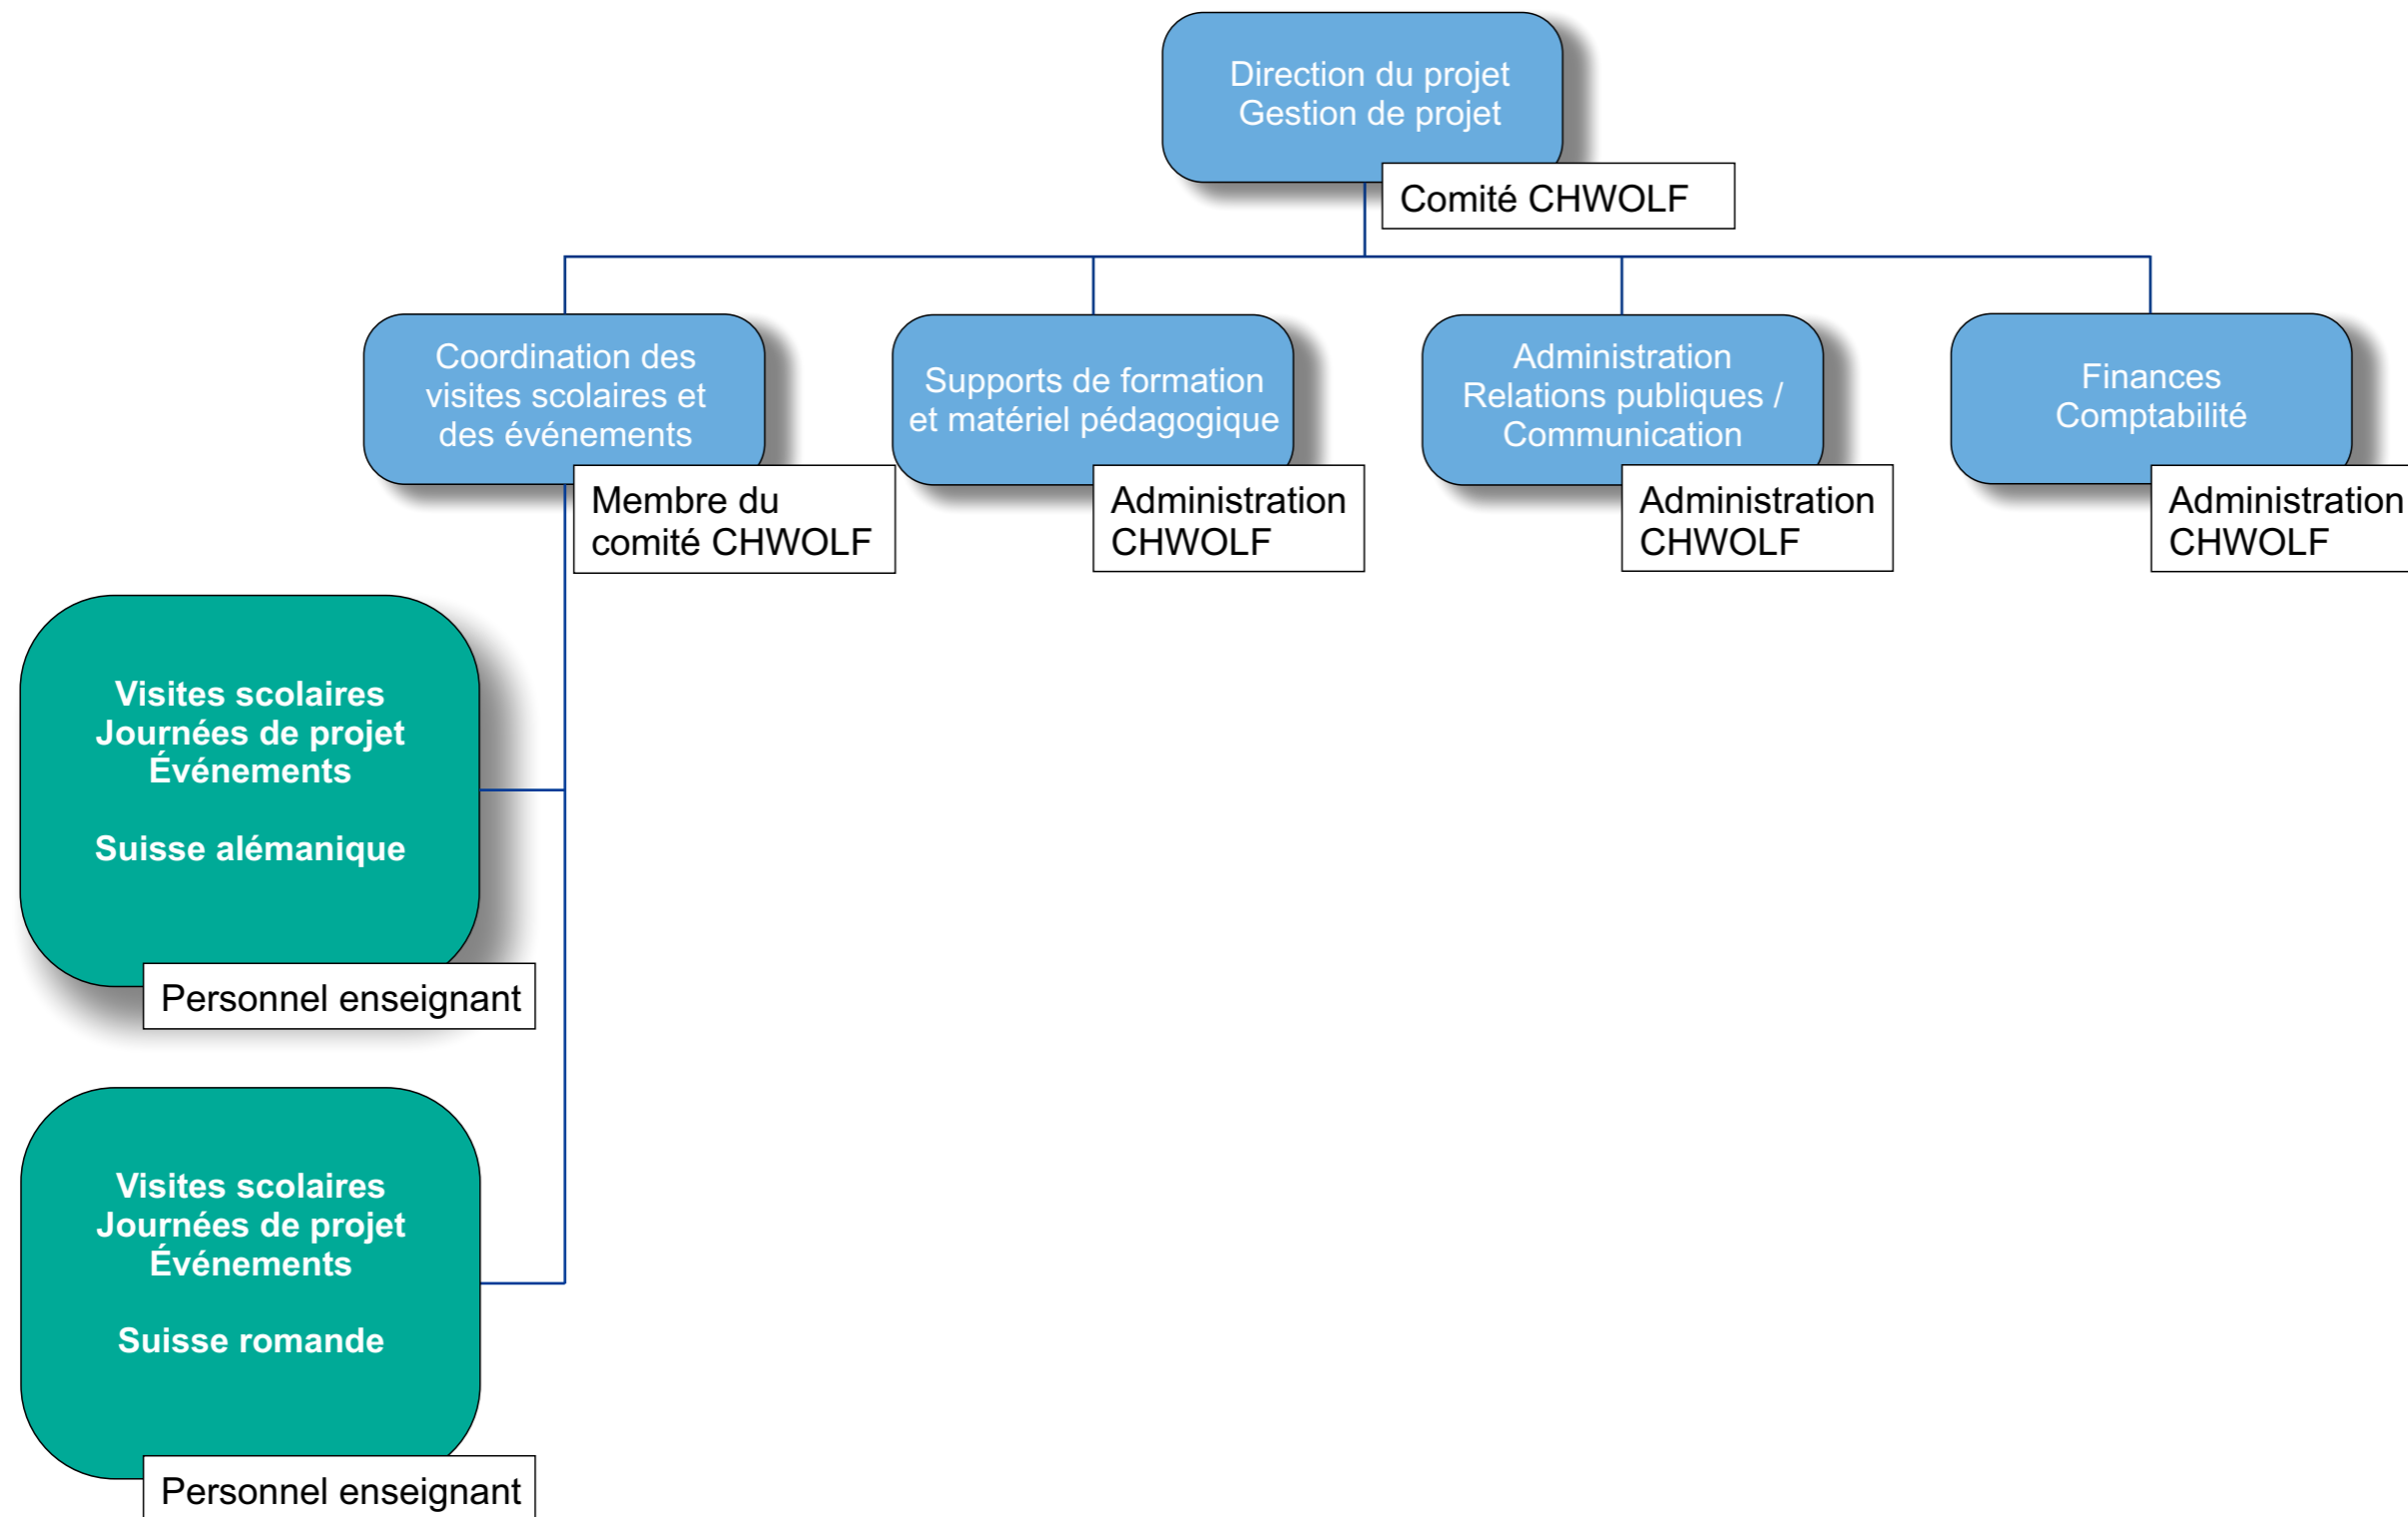 Direction du projet
Gestion de projet
Comité CHWOLF
Coordination des
visites scolaires et
des événements
Membre du
comité CHWOLF
Supports de formation
et matériel pédagogique
Administration
CHWOLF
Administration
Relations publiques /
Communication
Administration
CHWOLF
Finances
Comptabilité
Administration
CHWOLF
Visites scolaires
Journées de projet
Événements
Suisse alémanique
Personnel enseignant
Visites scolaires
Journées de projet
Événements
Suisse romande
Personnel enseignant